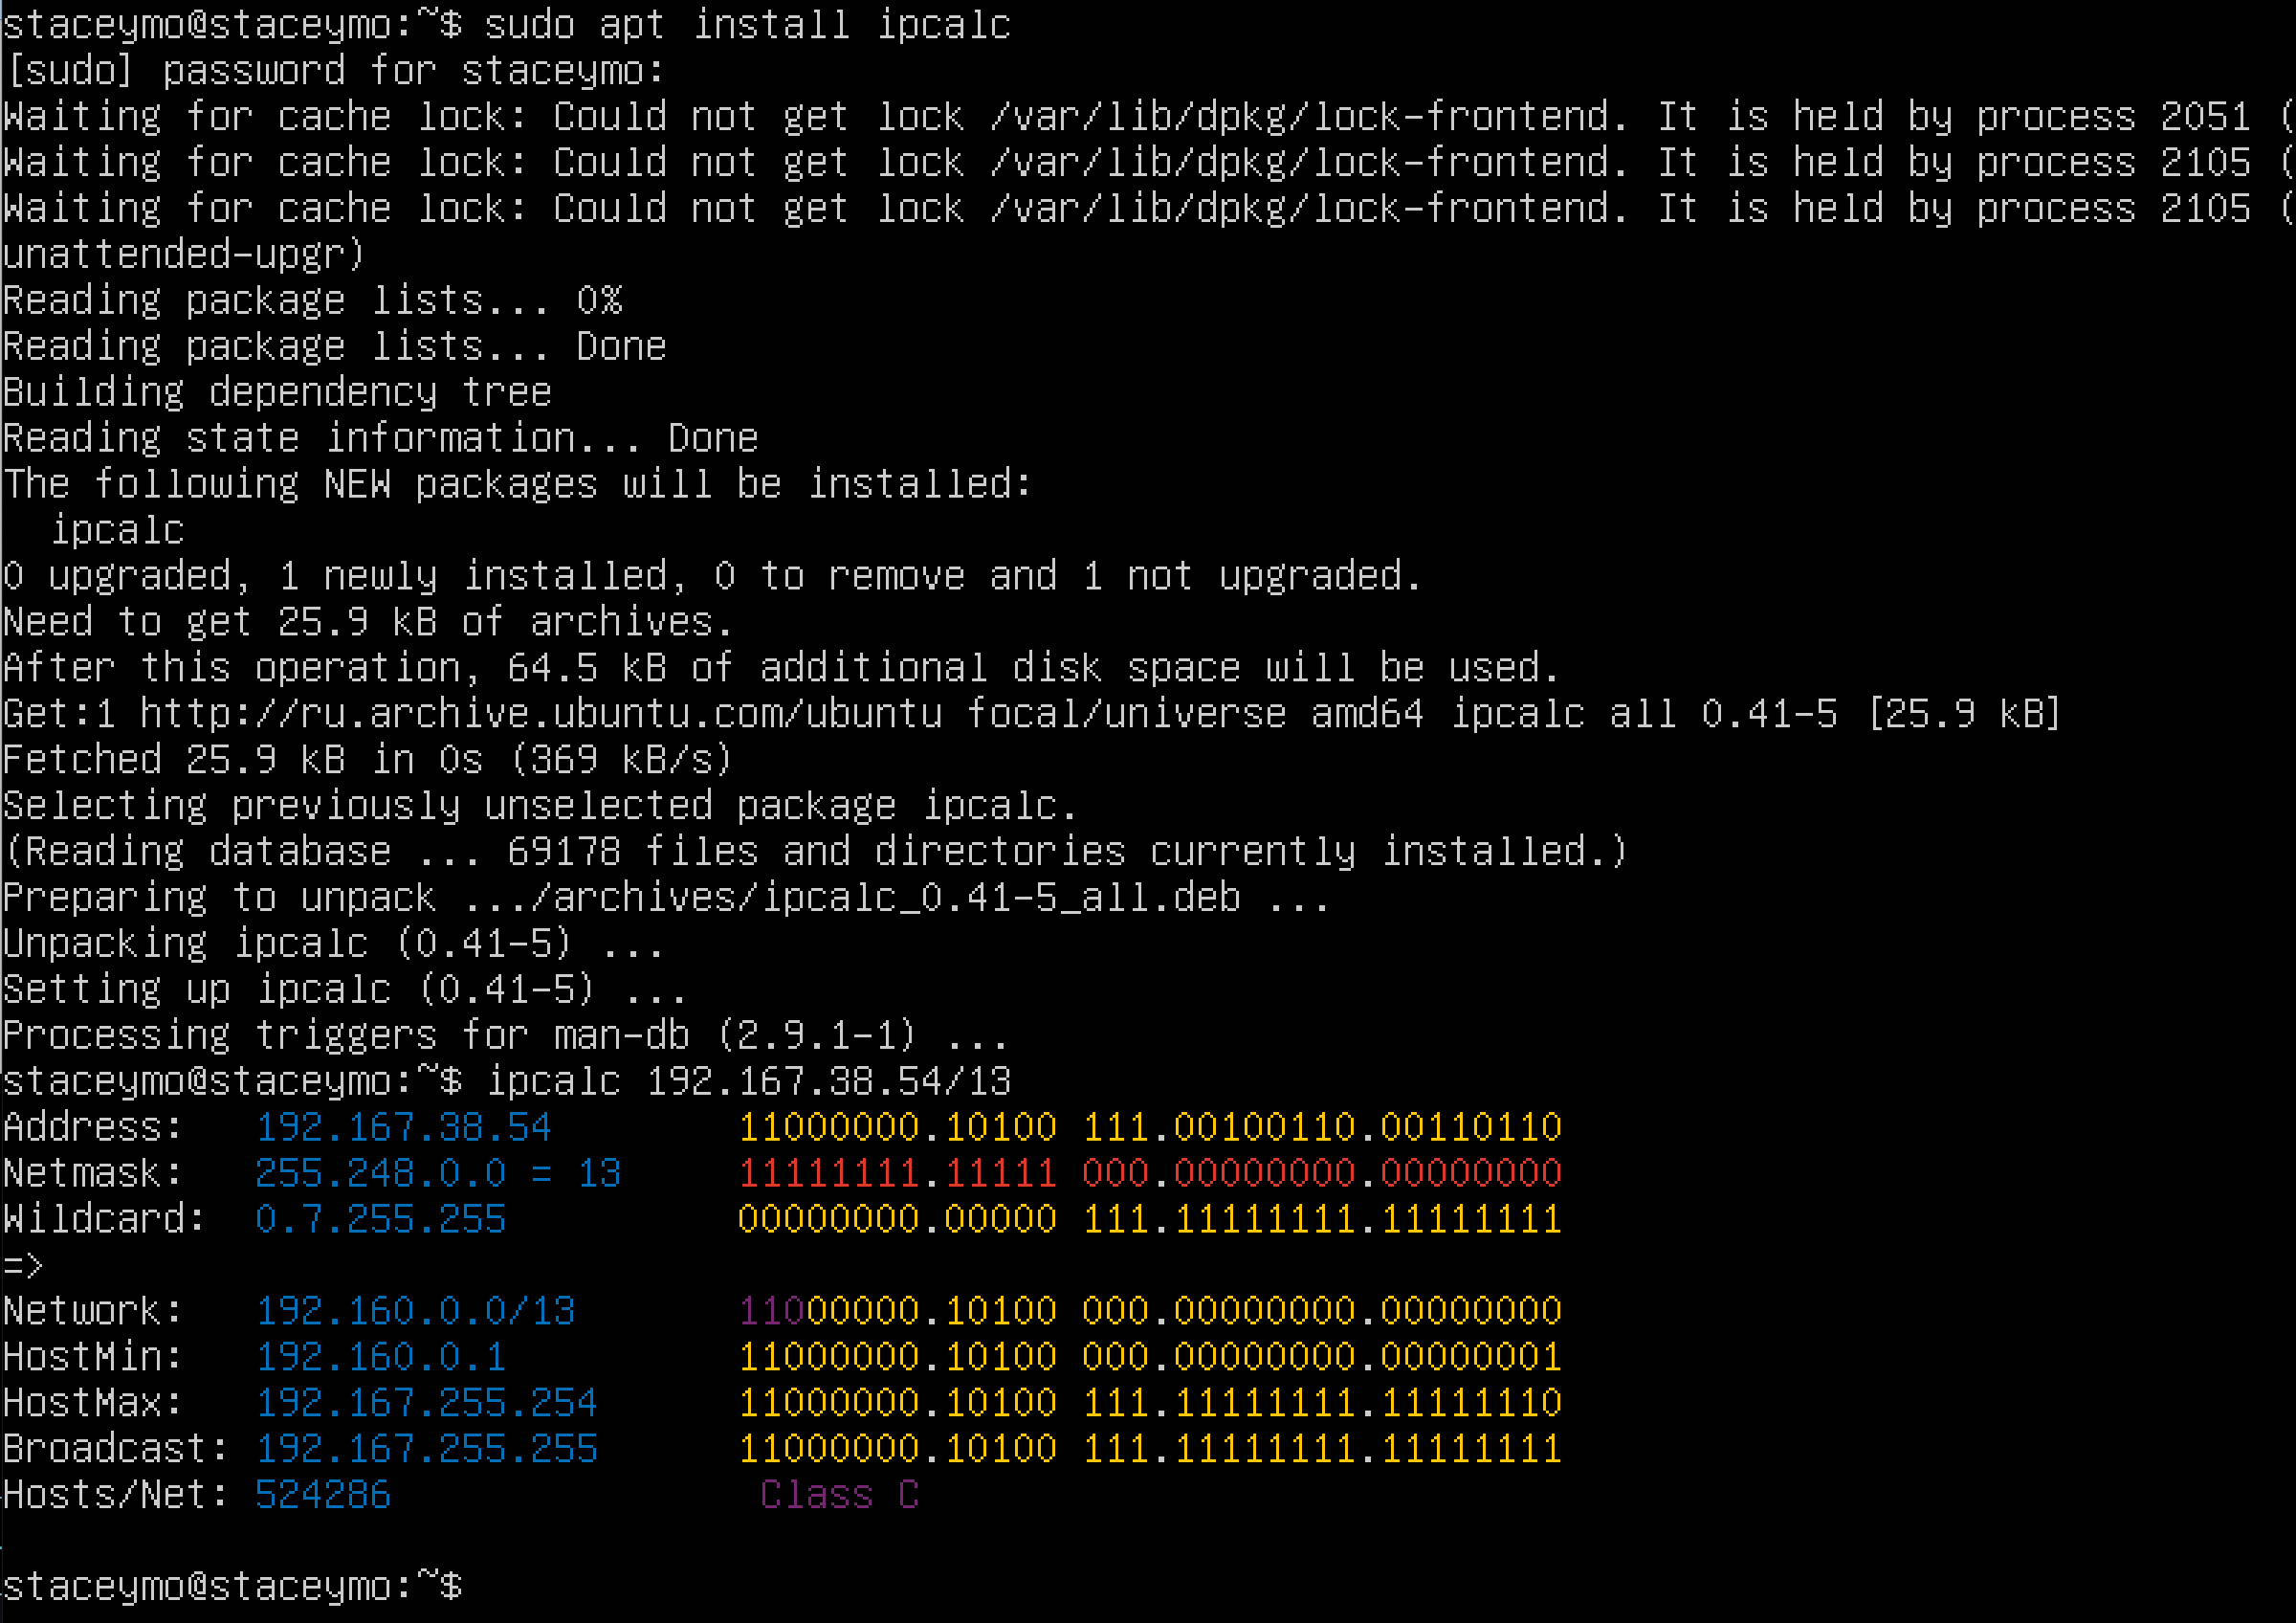 staceymo@staceymo:~$ sudo apt install ipcalc
[sudo] password for staceymo:
Waiting for cache lock: Could not get lock /var/lib/dpkg/lock-frontend. It is held by process 2051 (
Waiting for cache lock: Could not get lock /var/lib/dpkg/lock-frontend. It is held by process 2105 (
Waiting for cache lock: Could not get lock /var/lib/dpkg/lock-frontend. It is held by process 2105 (
unattended-upgr)
Reading package lists... 0%
Reading package lists... Done
Building dependency tree
Reading state information... Done
The following NEW packages will be installed:
  ipcalc
0 upgraded, 1 newly installed, 0 to remove and 1 not upgraded.
Need to get 25.9 kB of archives.
After this operation, 64.5 kB of additional disk space will be used.
Get:1 http://ru.archive.ubuntu.com/ubuntu focal/universe amd64 ipcalc all 0.41-5 [25.9 kB]
Fetched 25.9 kB in 0s (369 kB/s)
Selecting previously unselected package ipcalc.
(Reading database ... 69178 files and directories currently installed.)
Preparing to unpack .../archives/ipcalc_0.41-5_all.deb ...
Unpacking ipcalc (0.41-5) ...
Setting up ipcalc (0.41-5) ...
Processing triggers for man-db (2.9.1-1) ...
staceymo@staceymo:~$ ipcalc 192.167.38.54/13
Address:   192.167.38.54        11000000.10100 111.00100110.00110110
Netmask:   255.248.0.0 = 13     11111111.11111 000.00000000.00000000
Wildcard:  0.7.255.255          00000000.00000 111.11111111.11111111
=>
Network:   192.160.0.0/13       11000000.10100 000.00000000.00000000
HostMin:   192.160.0.1          11000000.10100 000.00000000.00000001
HostMax:   192.167.255.254      11000000.10100 111.11111111.11111110
Broadcast: 192.167.255.255      11000000.10100 111.11111111.11111111
Hosts/Net: 524286                Class C
staceymo@staceymo:~$